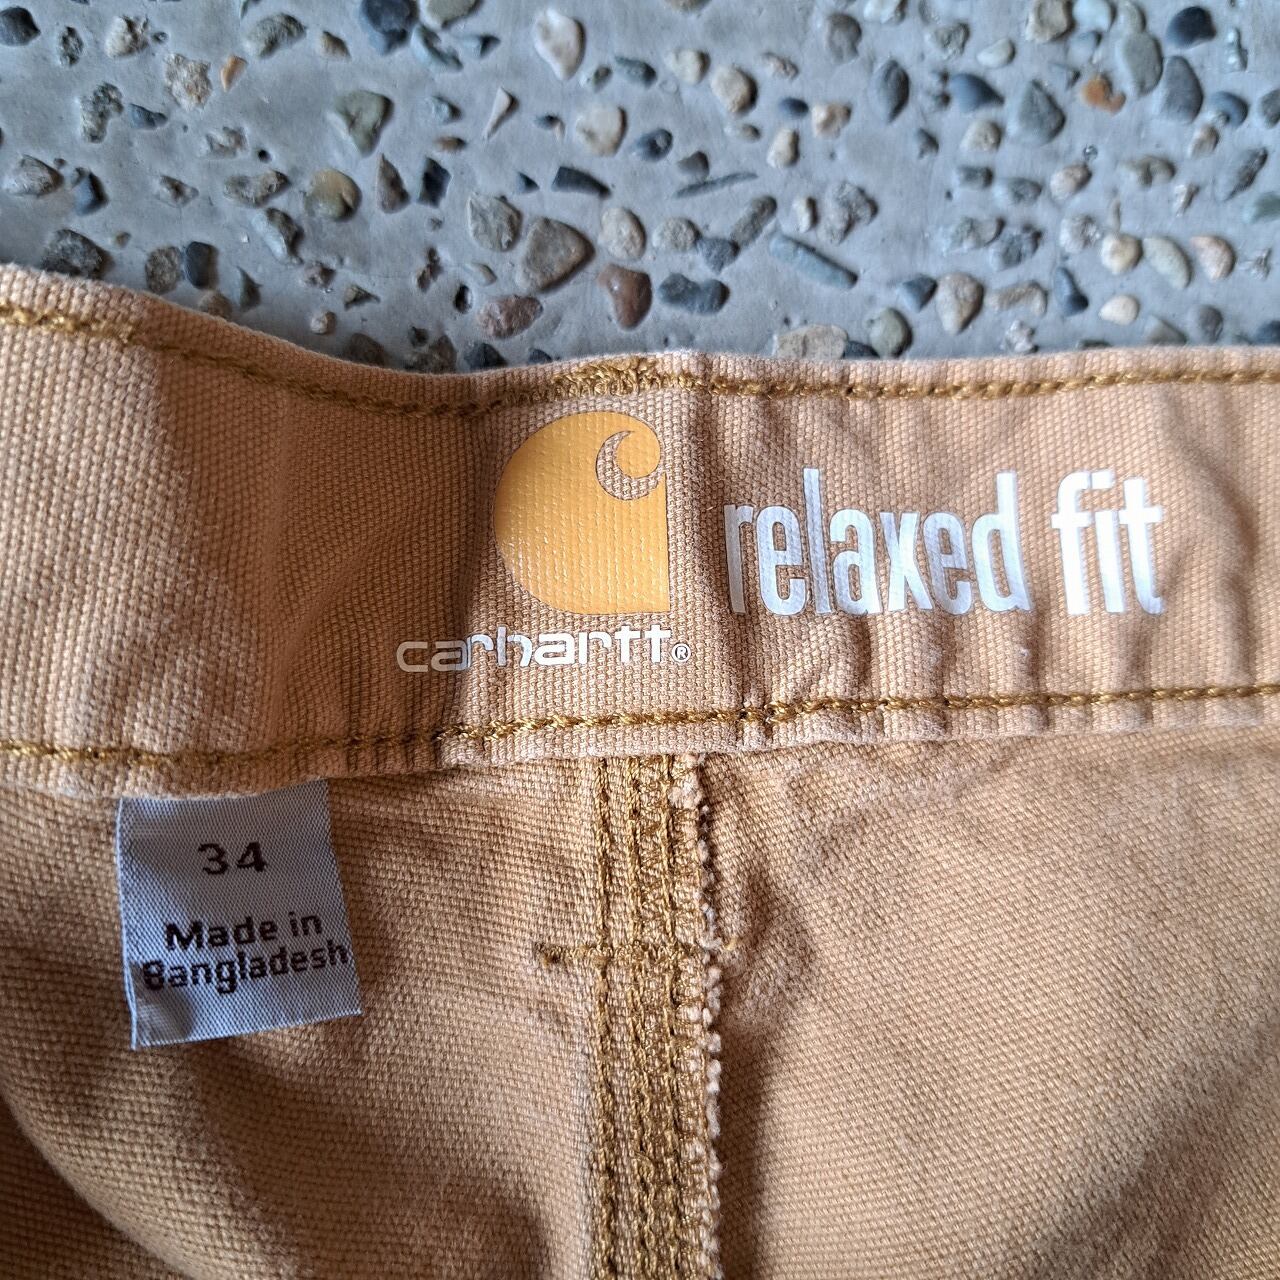 relaxed fit
carhartt®
34
Made in
Bangladesh